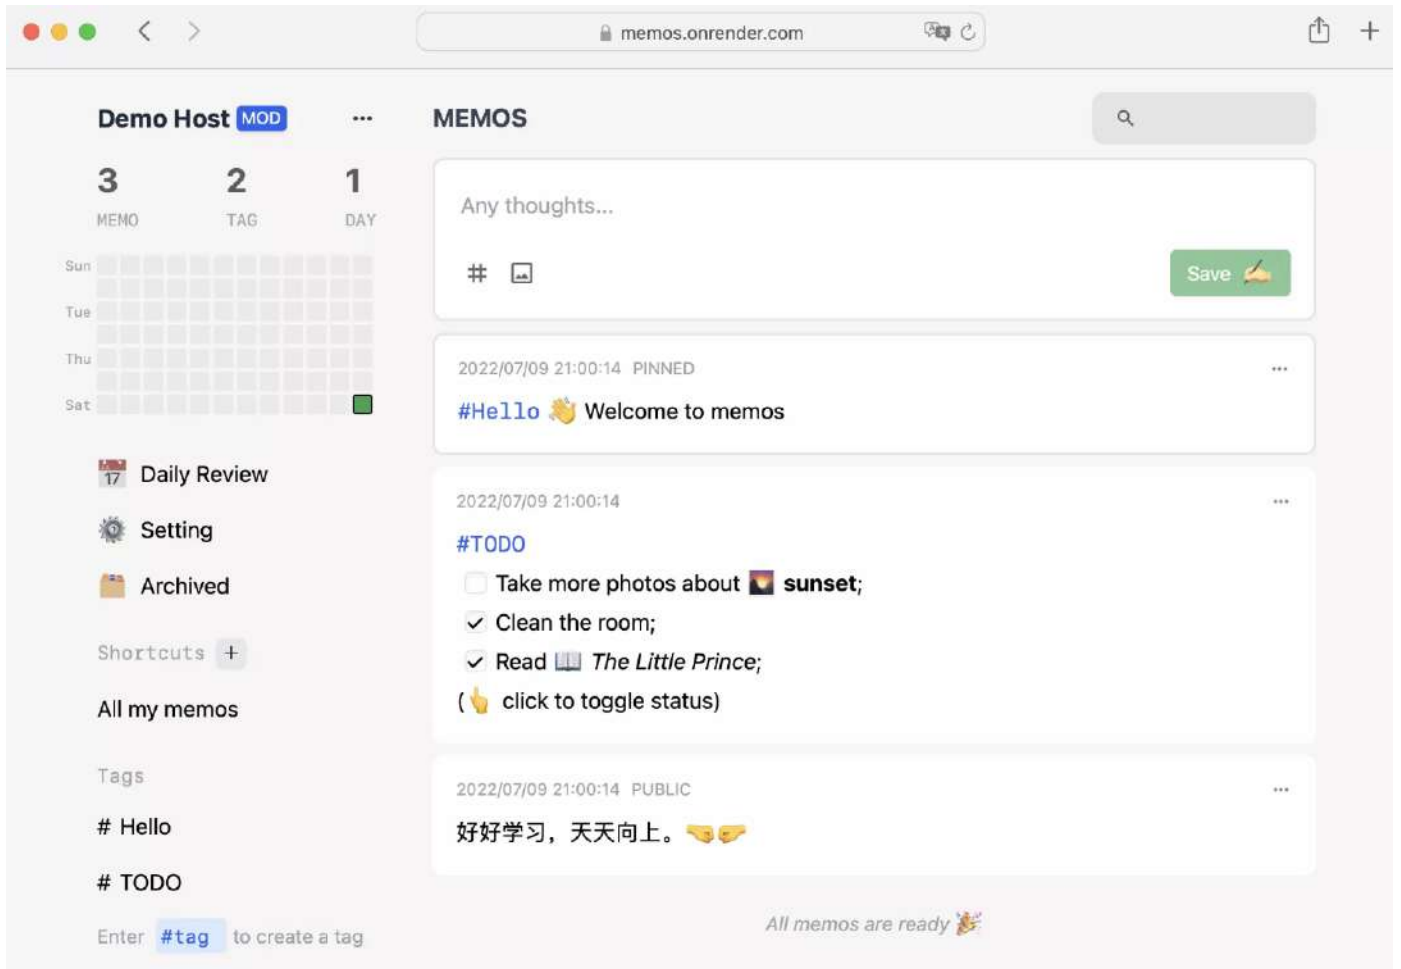 memos.onrender.com
Demo Host MOD
3 2 1
MEMO TAG DAY
Sun
Tue
Thu
Sat
17 Daily Review
Setting
Archived
Shortcuts +
All my memos
Tags
# Hello
# TODO
Enter #tag to create a tag
MEMOS
Any thoughts...
Save ✍️
2022/07/09 21:00:14 PINNED
#Hello 👋 Welcome to memos
2022/07/09 21:00:14
#TODO
Take more photos about 🌄 sunset;
Clean the room;
Read 📖 The Little Prince;
(👆 click to toggle status)
2022/07/09 21:00:14 PUBLIC
好好学习，天天向上。🤜🤛
All memos are ready 🎉